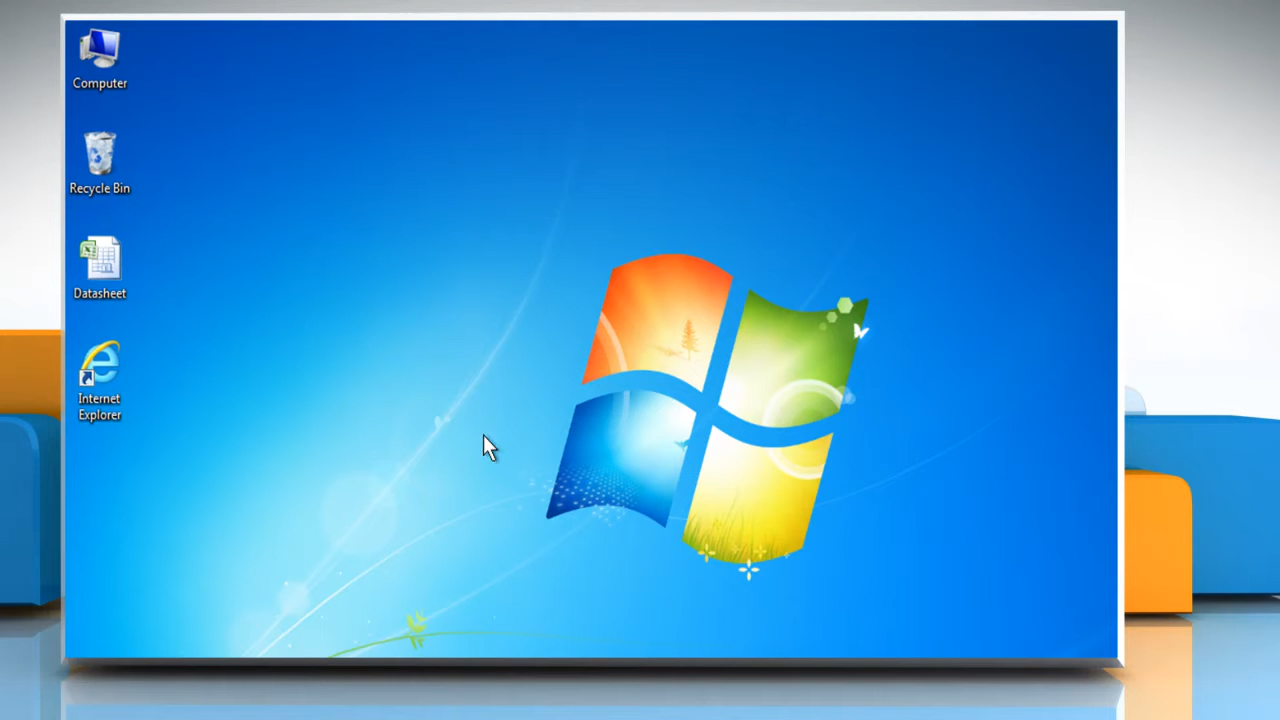 Computer
Recycle Bin
Datasheet
Internet
Explorer